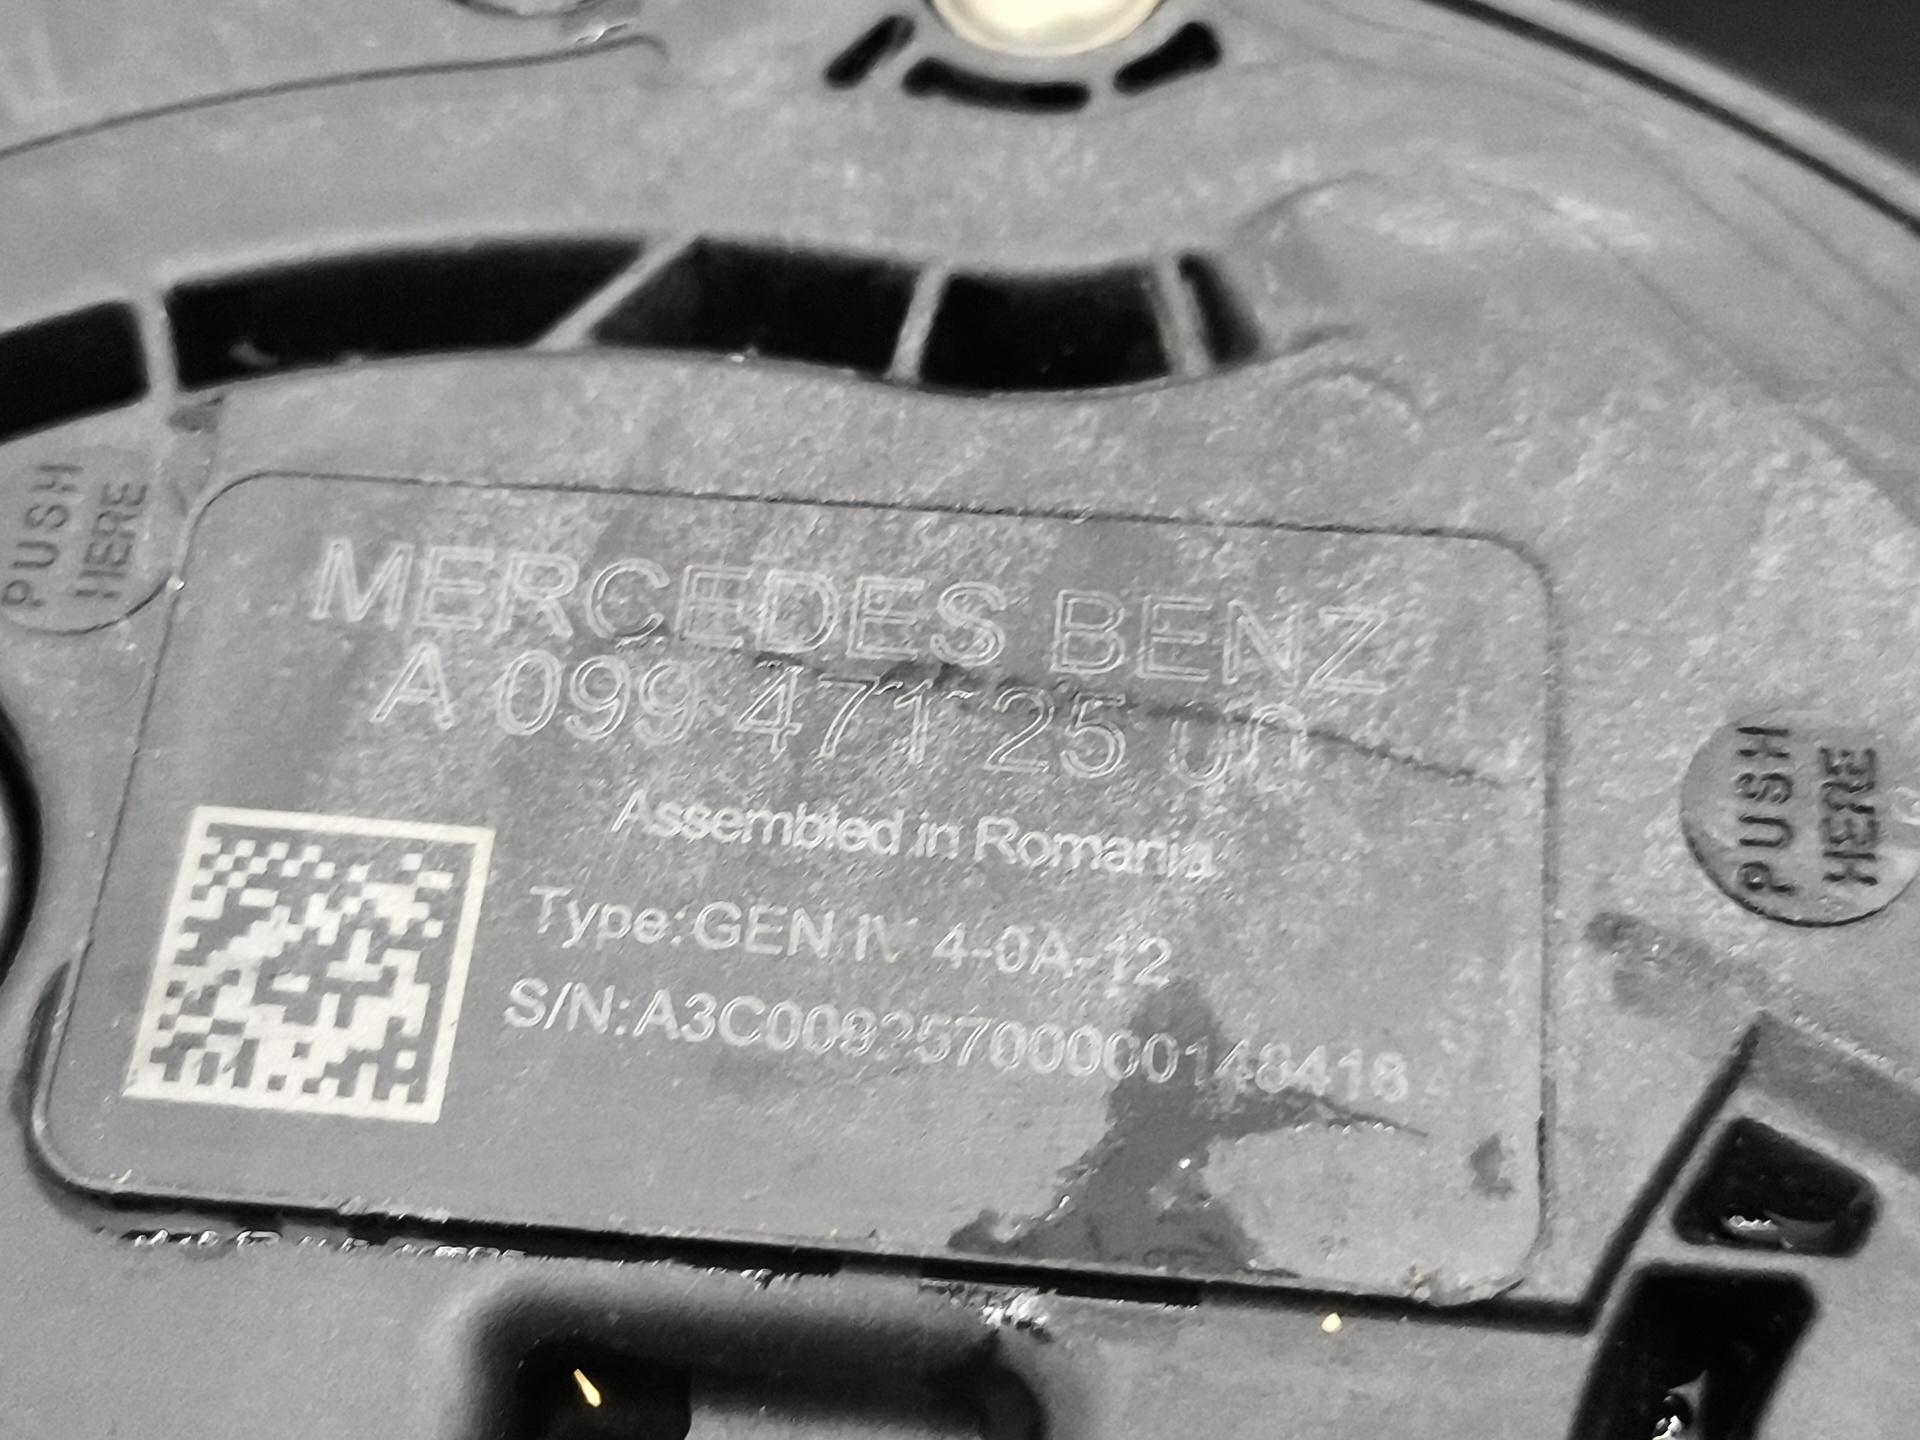 PUSH
HERE
MERCEDES BENZ
A 099 471 25 00
Assembled in Romania
Type: GEN IV 4-0A-12
PUSH
HERE